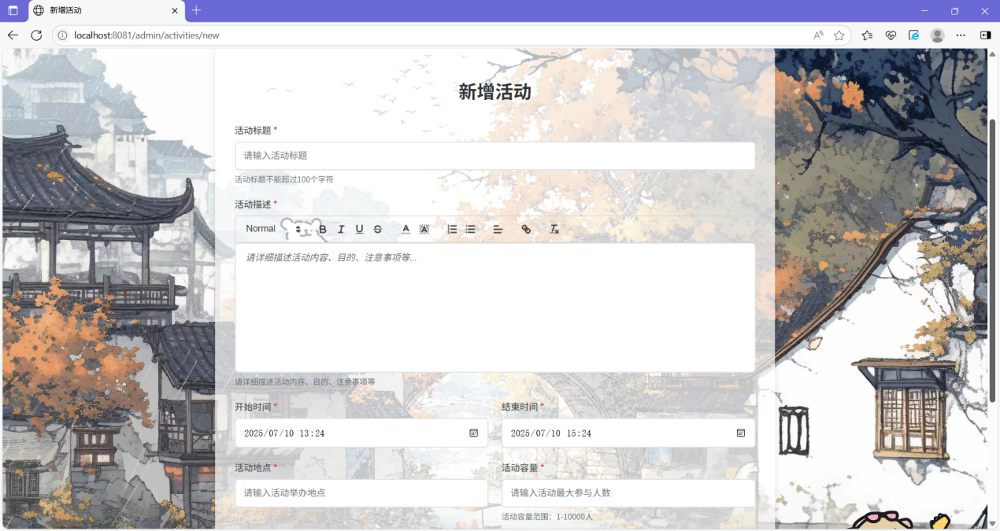 新增活动
localhost:8081/admin/activities/new
新增活动
活动标题 *
请输入活动标题
活动标题不能超过100个字符
活动描述 *
Normal B I U S A A
请详细描述活动内容、目的、注意事项等...
请详细描述活动内容、目的、注意事项等
开始时间 * 结束时间 *
2025/07/10 13:24 2025/07/10 15:24
活动地点 * 活动容量 *
请输入活动举办地点 请输入活动最大参与人数
活动容量范围：1-10000人